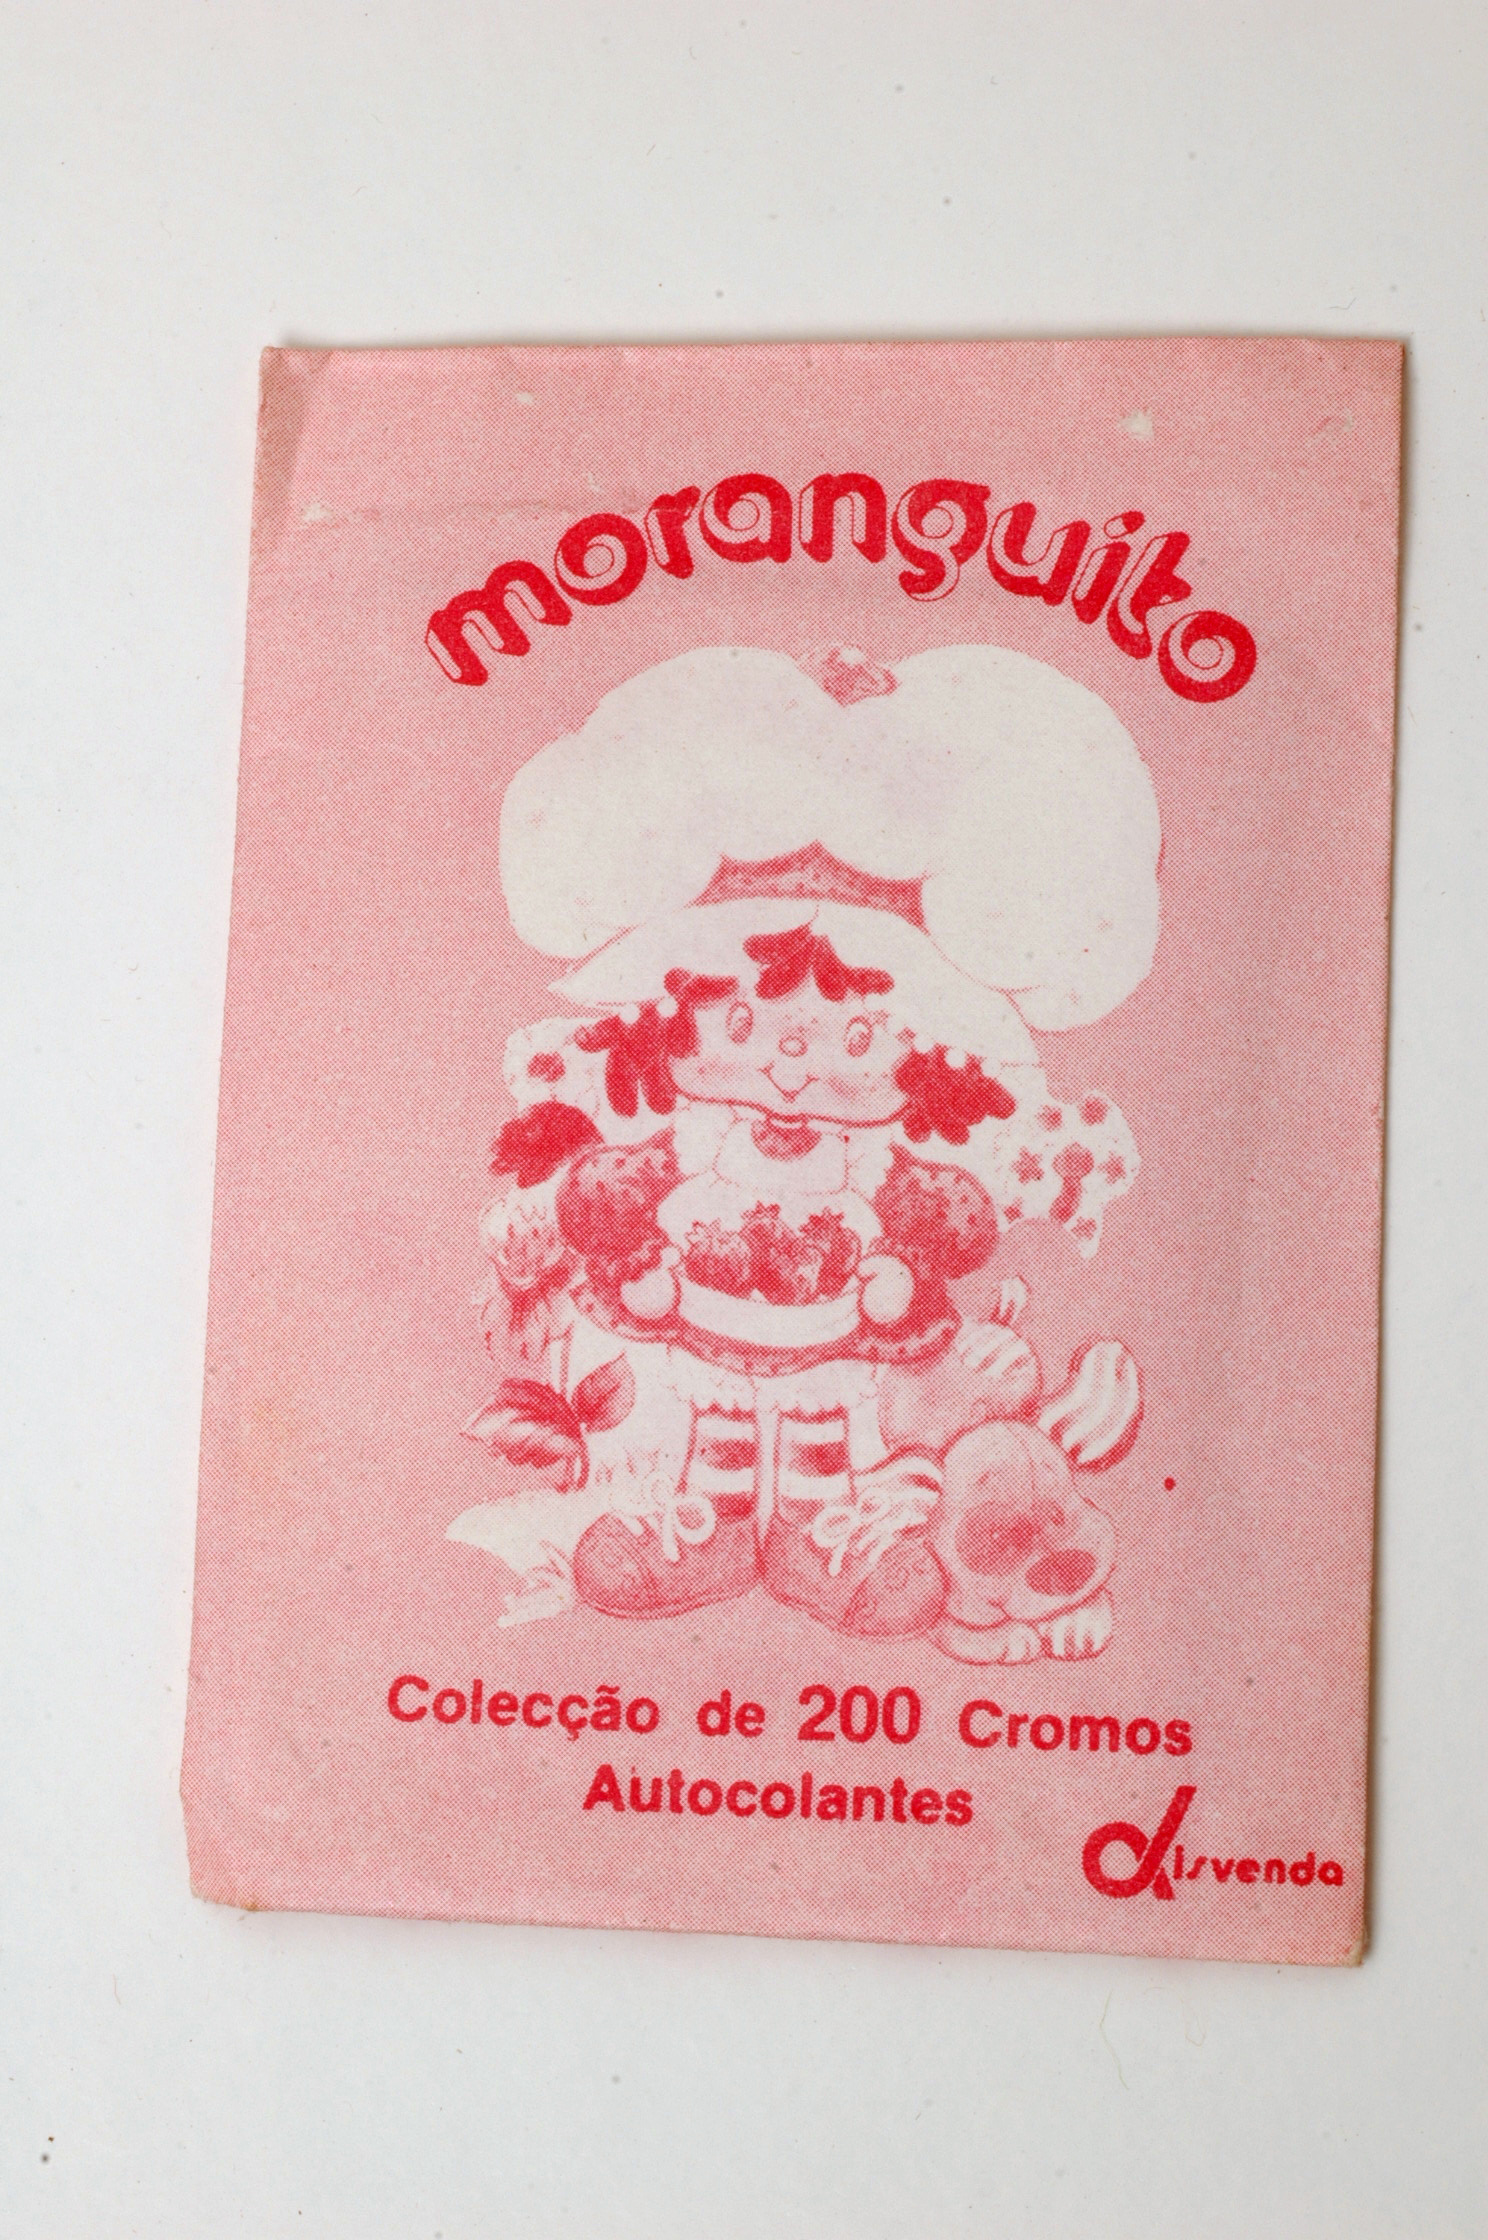 moranguito
Colecção de 200 Cromos
Autocolantes
disvenda